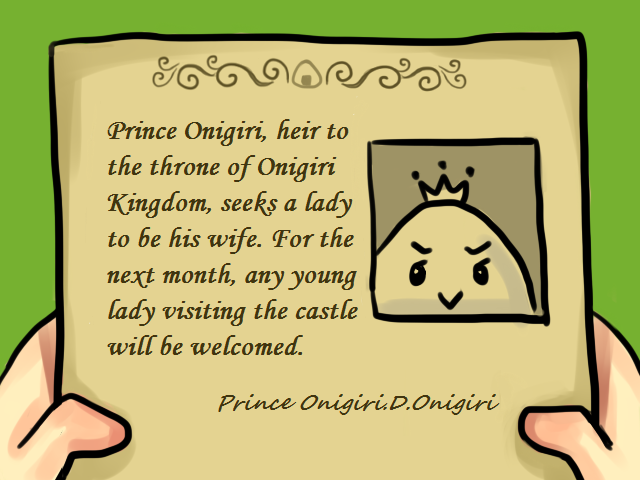 Prince Onigiri, heir to
the throne of Onigiri
Kingdom, seeks a lady
to be his wife. For the
next month, any young
lady visiting the castle
will be welcomed.
Prince Onigiri.D.Onigiri